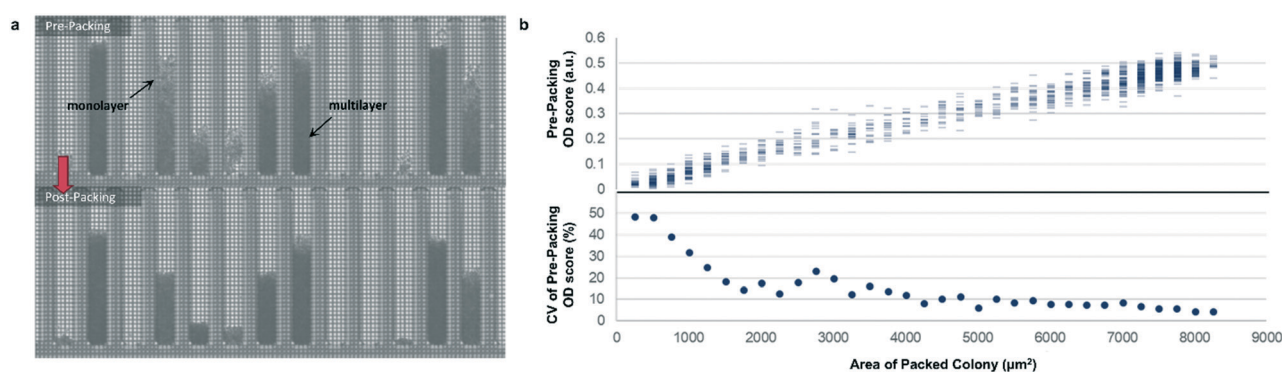 a
Pre-Packing
monolayer
multilayer
Post-Packing
b
Pre-Packing
OD score (a.u.)
0.6
0.5
0.4
0.3
0.2
0.1
0
CV of Pre-Packing
OD score (%)
50
40
30
20
10
0
0 1000 2000 3000 4000 5000 6000 7000 8000 9000
Area of Packed Colony (µm²)